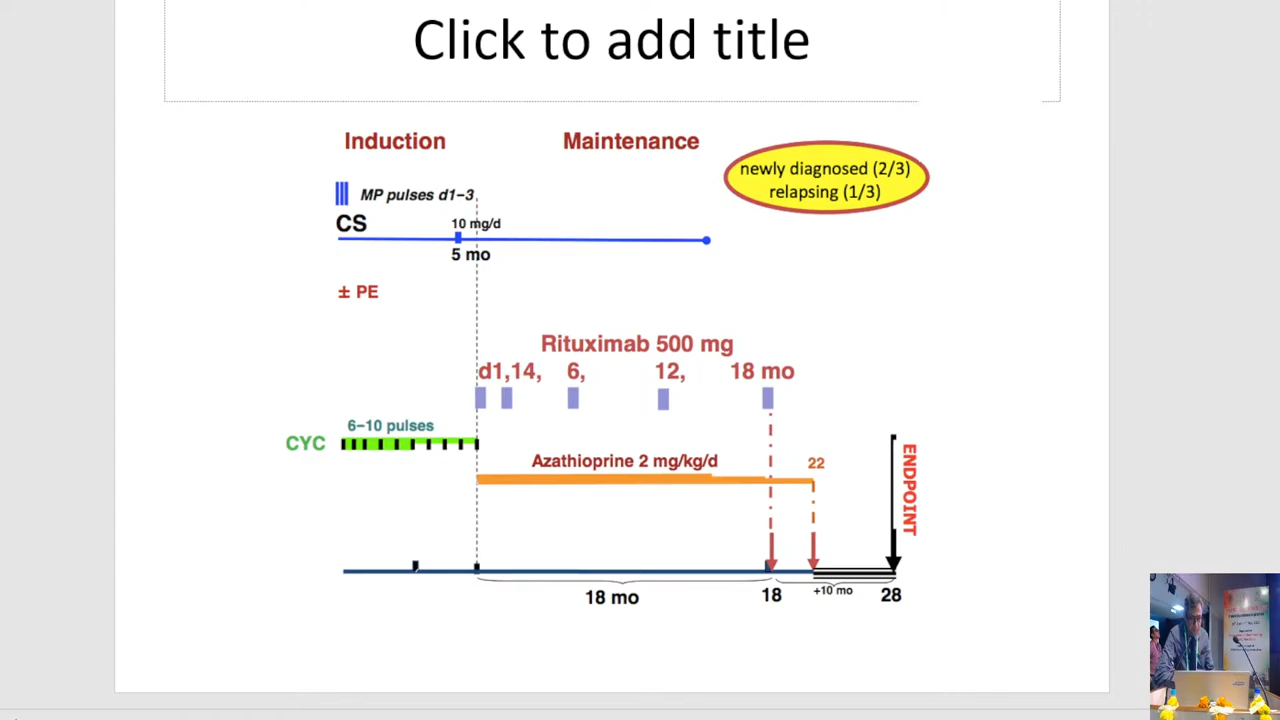 Click to add title
Induction
Maintenance
newly diagnosed (2/3)
relapsing (1/3)
MP pulses d1–3
CS
10 mg/d
5 mo
± PE
Rituximab 500 mg
d1,14, 6, 12, 18 mo
6–10 pulses
CYC
Azathioprine 2 mg/kg/d
22
ENDPOINT
18 mo
18
+10 mo
28